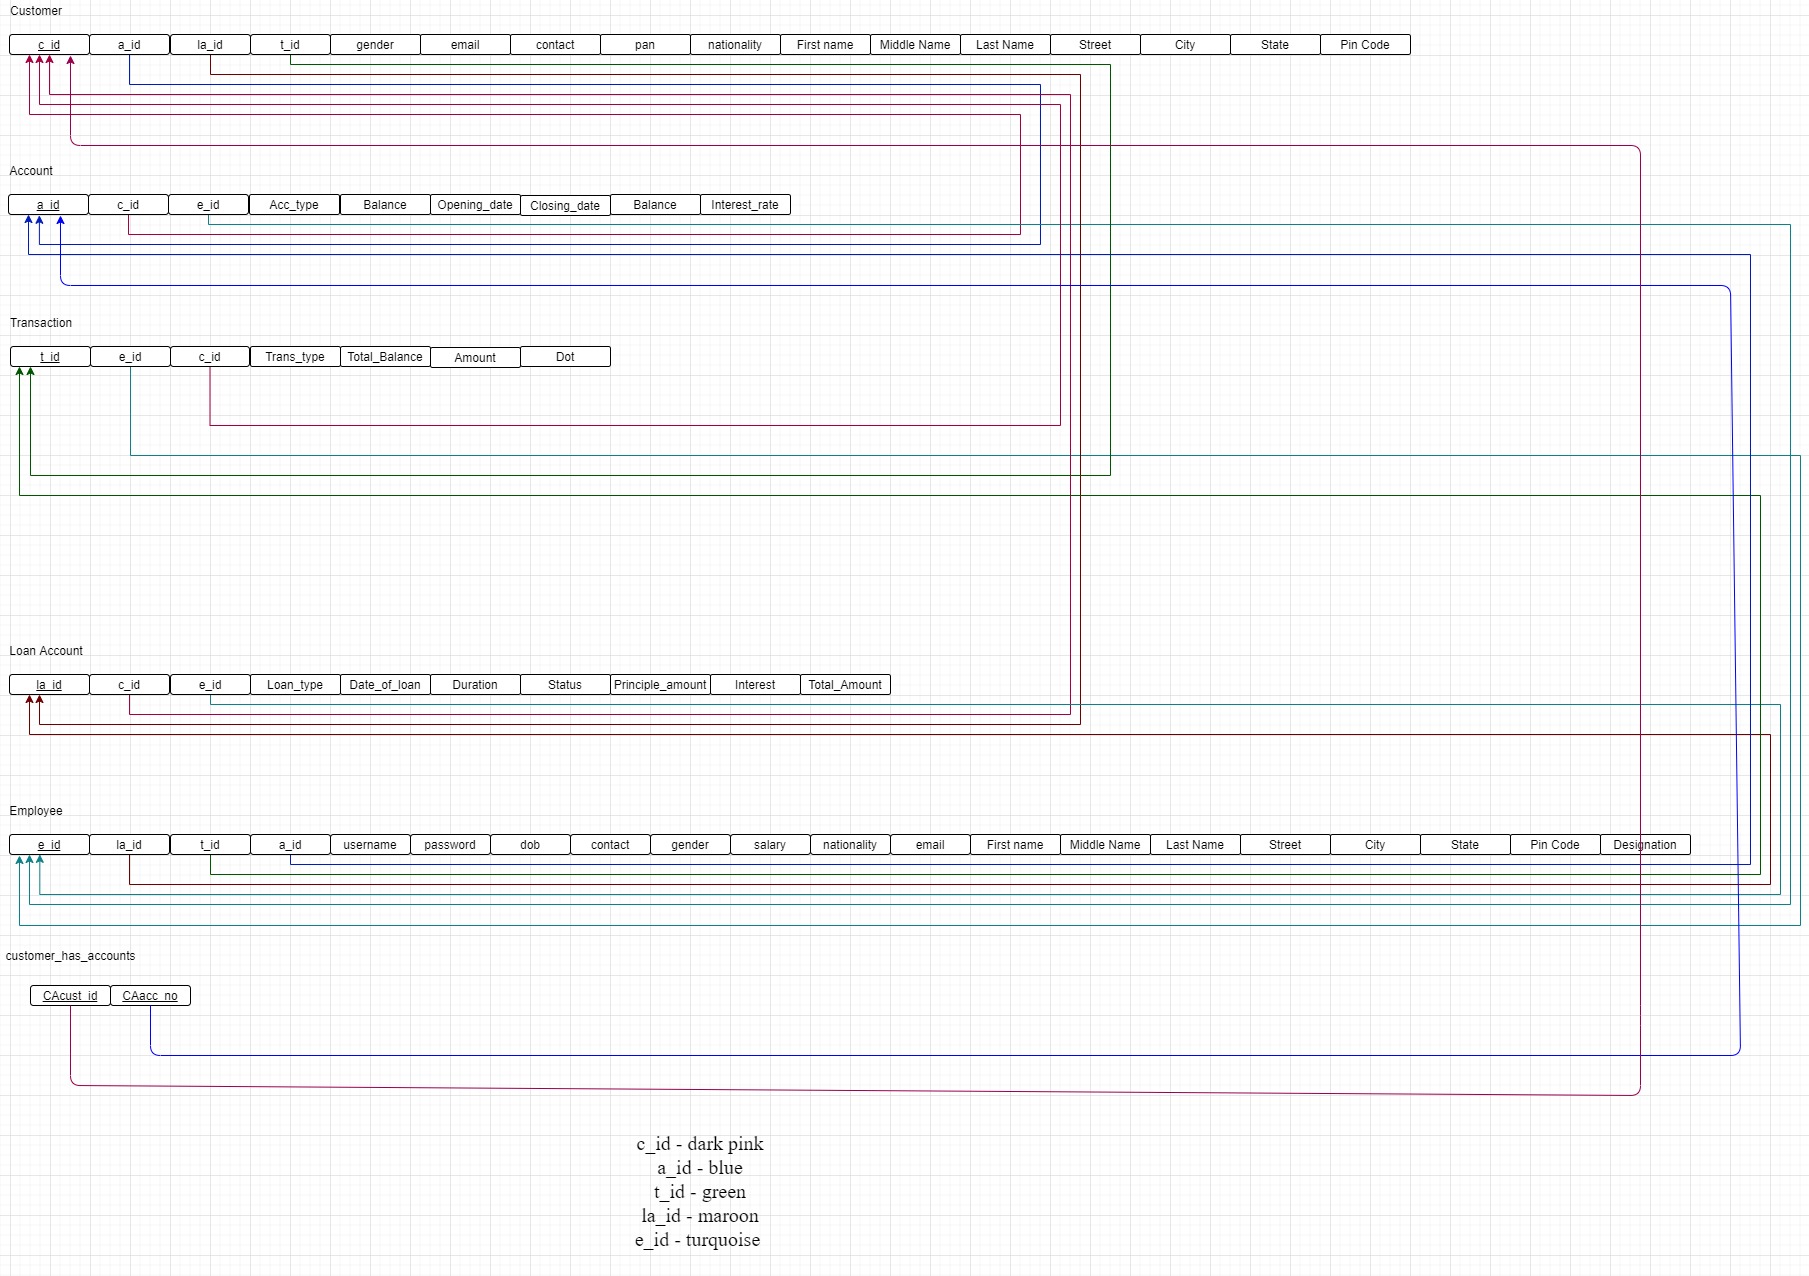 Customer
c_id a_id la_id t_id gender email contact pan nationality First name Middle Name Last Name Street City State Pin Code
Account
a_id c_id e_id Acc_type Balance Opening_date Closing_date Balance Interest_rate
Transaction
t_id e_id c_id Trans_type Total_Balance Amount Dot
Loan Account
la_id c_id e_id Loan_type Date_of_loan Duration Status Principle_amount Interest Total_Amount
Employee
e_id la_id t_id a_id username password dob contact gender salary nationality email First name Middle Name Last Name Street City State Pin Code Designation
customer_has_accounts
CAcust_id CAacc_no
c_id - dark pink
a_id - blue
t_id - green
la_id - maroon
e_id - turquoise